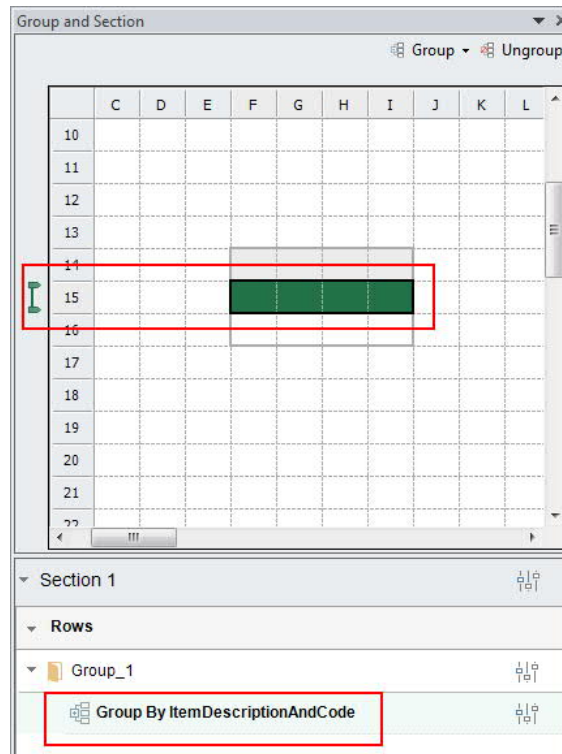 Group and Section
Group Ungroup
C D E F G H I J K L
10
11
12
13
14
15
16
17
18
19
20
21
22
Section 1
Rows
Group_1
Group By ItemDescriptionAndCode